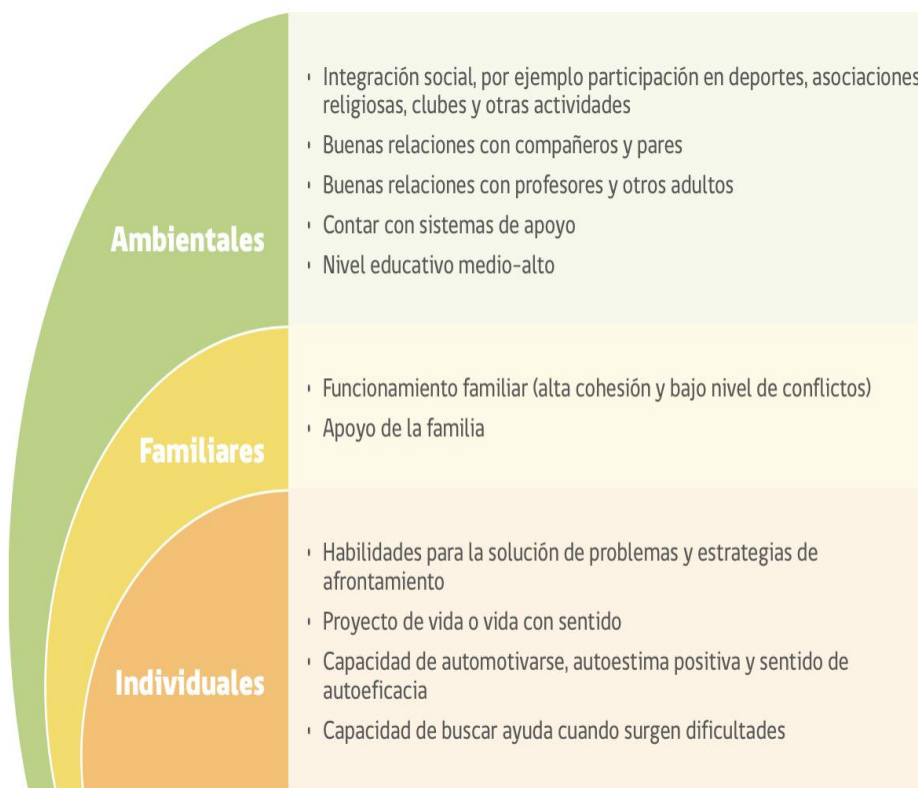 Ambientales
· Integración social, por ejemplo participación en deportes, asociaciones
religiosas, clubes y otras actividades
· Buenas relaciones con compañeros y pares
· Buenas relaciones con profesores y otros adultos
· Contar con sistemas de apoyo
· Nivel educativo medio-alto
Familiares
· Funcionamiento familiar (alta cohesión y bajo nivel de conflictos)
· Apoyo de la familia
Individuales
· Habilidades para la solución de problemas y estrategias de
afrontamiento
· Proyecto de vida o vida con sentido
· Capacidad de automotivarse, autoestima positiva y sentido de
autoeficacia
· Capacidad de buscar ayuda cuando surgen dificultades